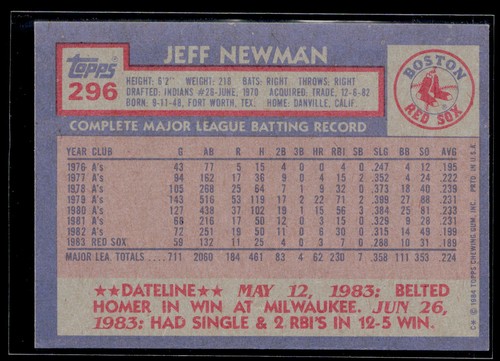 JEFF NEWMAN
topps
296
HEIGHT: 6'2" WEIGHT: 218 BATS: RIGHT THROWS: RIGHT
DRAFTED: INDIANS #26-JUNE, 1970 ACQUIRED: TRADE, 12-6-82
BORN: 9-11-48, FORT WORTH, TEX. HOME: DANVILLE, CALIF.
BOSTON
RED SOX
COMPLETE MAJOR LEAGUE BATTING RECORD
YEAR CLUB G AB R H 2B 3B HR RBI SB SLG BB SO AVG
1976 A's 43 77 5 15 4 0 0 4 0 .247 4 12 .195
1977 A's 94 162 17 36 9 0 4 15 2 .352 4 24 .222
1978 A's 105 268 25 64 7 1 9 32 0 .373 18 40 .239
1979 A's 143 516 53 119 17 2 22 71 2 .399 27 88 .231
1980 A's 127 438 37 102 19 1 15 56 3 .384 25 81 .233
1981 A's 68 216 17 50 12 0 3 15 0 .329 9 28 .231
1982 A's 72 251 19 50 11 0 6 30 0 .315 14 49 .199
1983 RED SOX 59 132 11 25 4 0 3 7 0 .288 10 31 .189
MAJOR LEA. TOTALS 711 2060 184 461 83 4 62 230 7 .358 111 353 .224
★★DATELINE★★ MAY 12, 1983: BELTED
HOMER IN WIN AT MILWAUKEE. JUN 26,
1983: HAD SINGLE & 2 RBI'S IN 12-5 WIN.
C* © 1984 TOPPS CHEWING GUM, INC. PRTD. IN U.S.A.